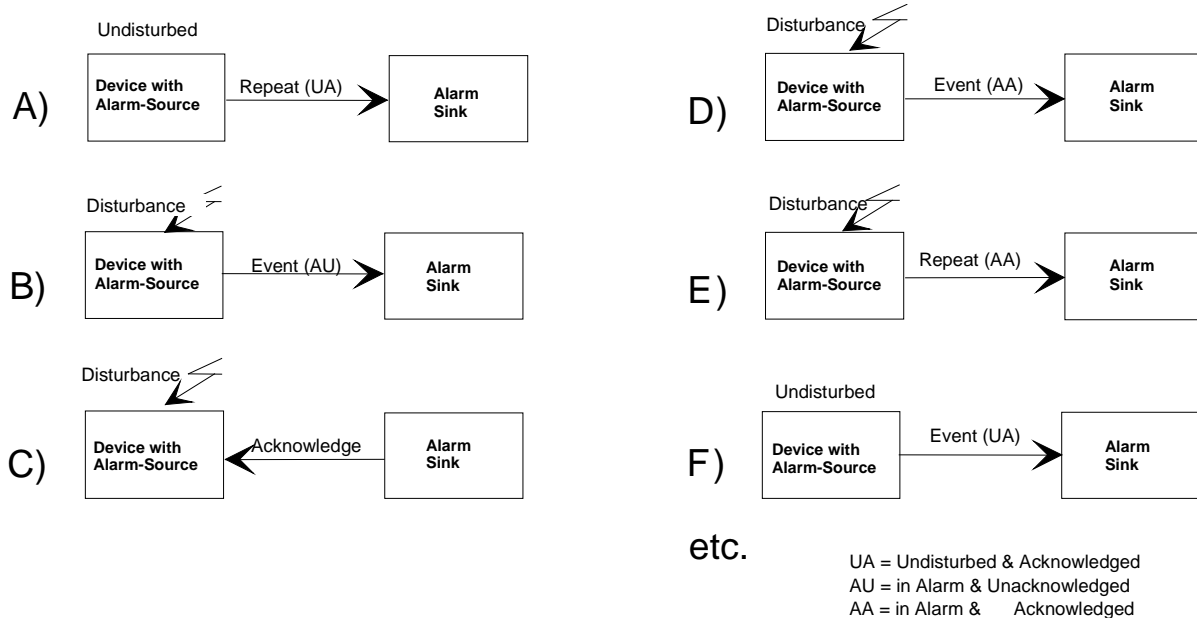 Undisturbed
A)
Device with
Alarm-Source
Repeat (UA)
Alarm
Sink
Disturbance
B)
Device with
Alarm-Source
Event (AU)
Alarm
Sink
Disturbance
C)
Device with
Alarm-Source
Acknowledge
Alarm
Sink
Disturbance
D)
Device with
Alarm-Source
Event (AA)
Alarm
Sink
Disturbance
E)
Device with
Alarm-Source
Repeat (AA)
Alarm
Sink
Undisturbed
F)
Device with
Alarm-Source
Event (UA)
Alarm
Sink
etc.
UA = Undisturbed & Acknowledged
AU = in Alarm & Unacknowledged
AA = in Alarm & Acknowledged